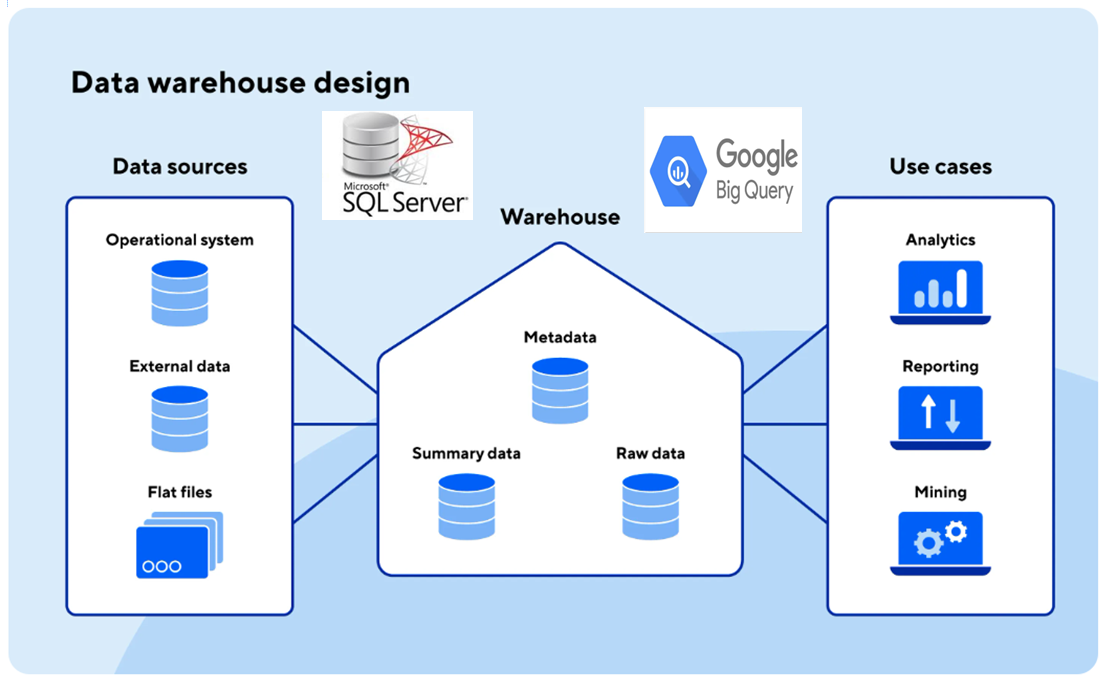 Data warehouse design
Data sources
Operational system
External data
Flat files
Microsoft®
SQL Server®
Warehouse
Metadata
Summary data
Raw data
Google
Big Query
Use cases
Analytics
Reporting
Mining